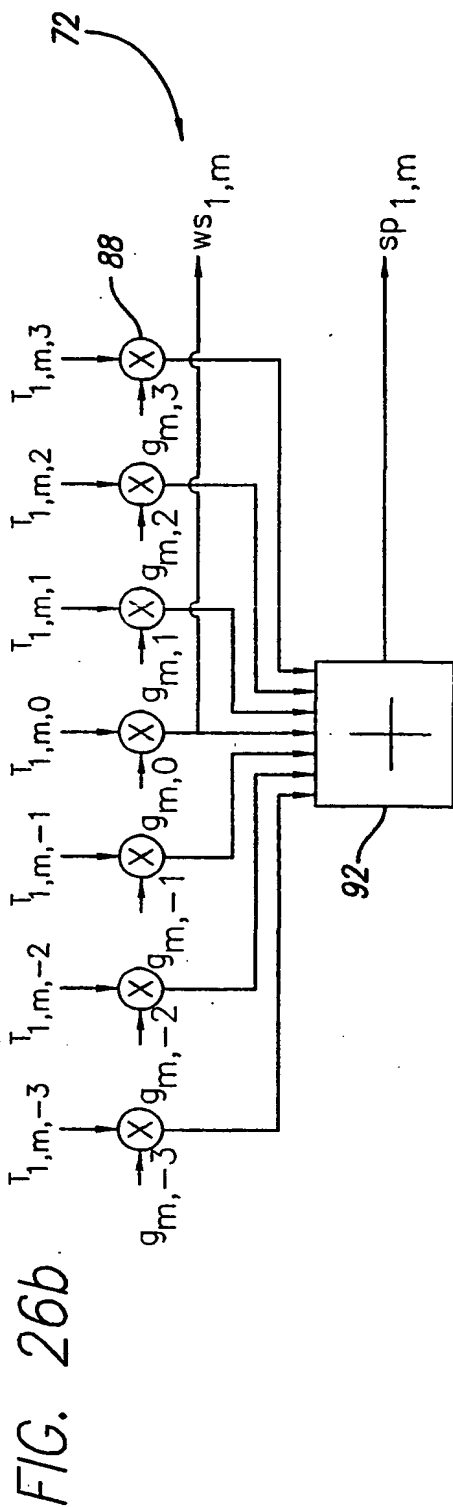 FIG. 26b
72
T1,m,-3 T1,m,-2 T1,m,-1 T1,m,0 T1,m,1 T1,m,2 T1,m,3
88
X X X X X X X
gm,-3 gm,-2 gm,-1 gm,0 gm,1 gm,2 gm,3
ws1,m
+
92
sp1,m